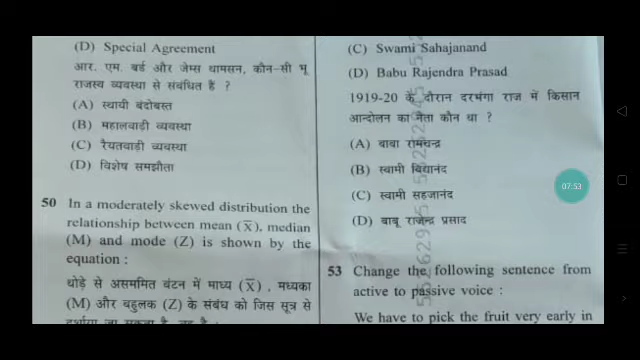 (D) Special Agreement
आर. एम. बर्ड और जेम्स थामसन, कौन-सी भू
राजस्व व्यवस्था से संबंधित हैं ?
(A) स्थायी बंदोबस्त
(B) महालवाड़ी व्यवस्था
(C) रैयतवाड़ी व्यवस्था
(D) विशेष समझौता
50 In a moderately skewed distribution the
relationship between mean (x̅), median
(M) and mode (Z) is shown by the
equation :
थोड़े से असममित बंटन में माध्य (x̅), मध्यका
(M) और बहुलक (Z) के संबंध को जिस सूत्र से
(C) Swami Sahajanand
(D) Babu Rajendra Prasad
1919-20 के दौरान दरभंगा राज में किसान
आन्दोलन का नेता कौन था ?
(A) बाबा रामचन्द्र
(B) स्वामी विद्यानंद
(C) स्वामी सहजानंद
(D) बाबू राजेन्द्र प्रसाद
53 Change the following sentence from
active to passive voice :
We have to pick the fruit very early in
07:53